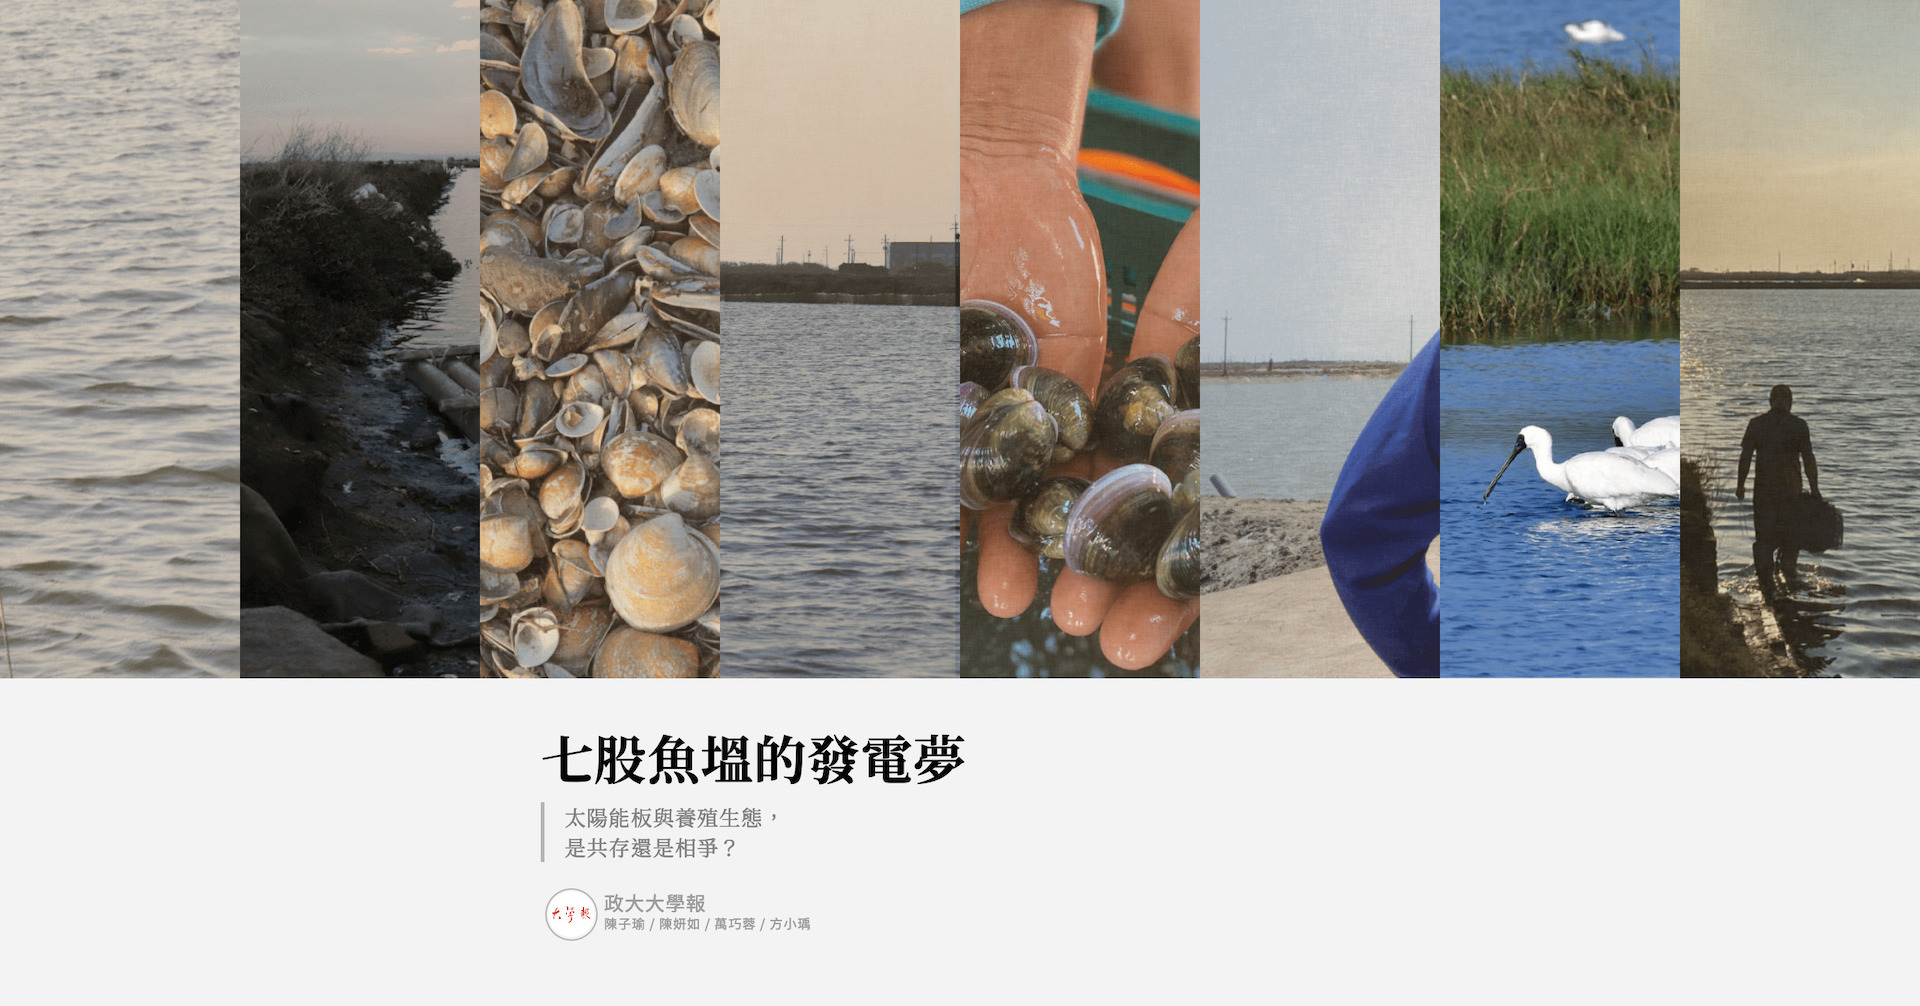 七股魚塭的發電夢
太陽能板與養殖生態，
是共存還是相爭？
大學報
政大大學報
陳子瑜 / 陳妍如 / 萬巧蓉 / 方小瑀